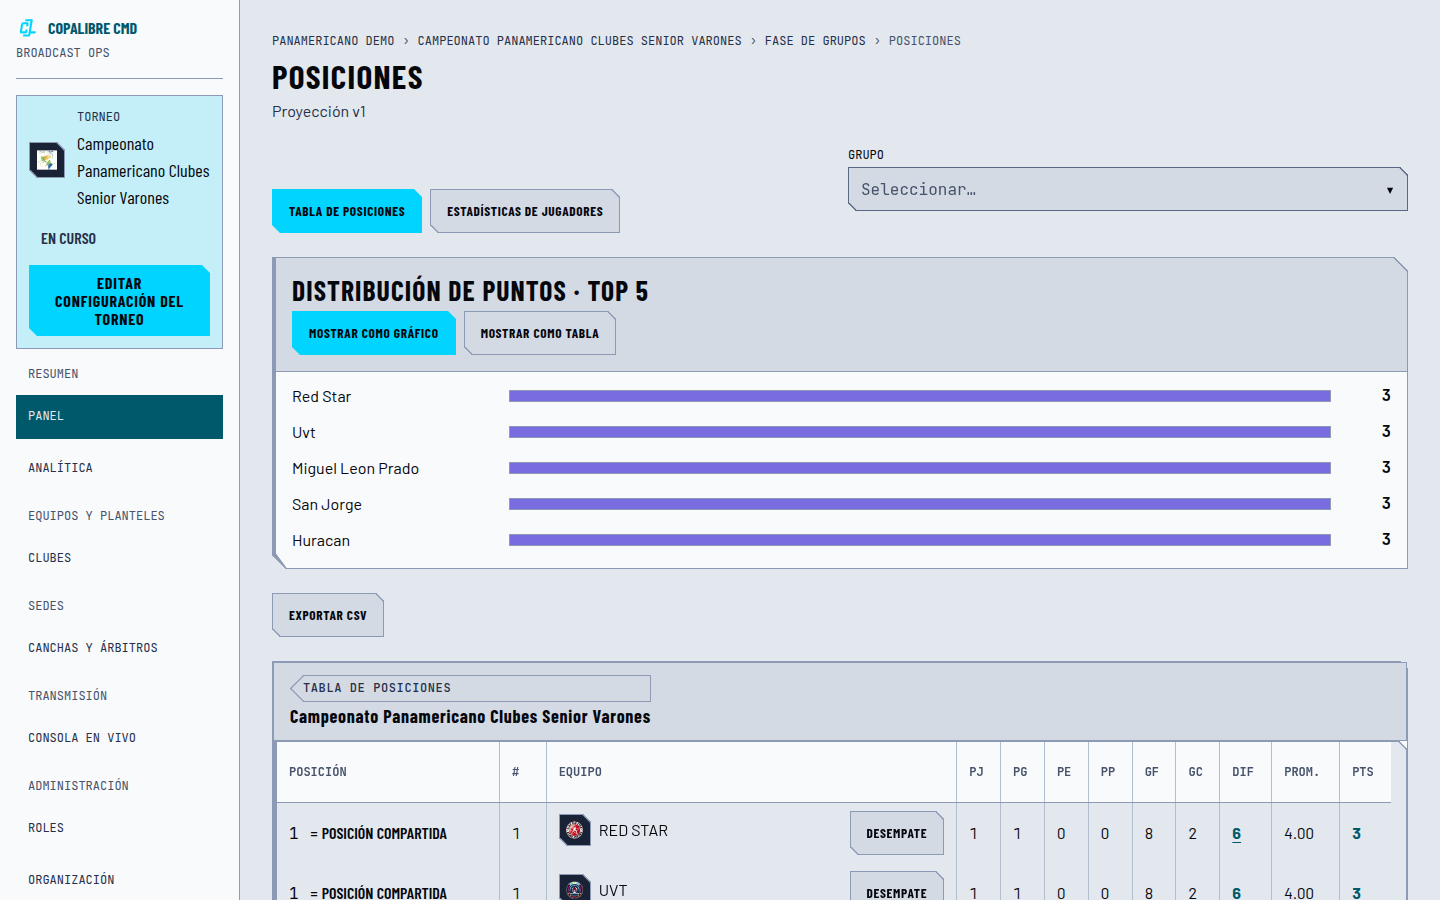 COPALIBRE CMD
BROADCAST OPS
TORNEO
Campeonato
Panamericano Clubes
Senior Varones
EN CURSO
EDITAR
CONFIGURACIÓN DEL
TORNEO
RESUMEN
PANEL
ANALÍTICA
EQUIPOS Y PLANTELES
CLUBES
SEDES
CANCHAS Y ÁRBITROS
TRANSMISIÓN
CONSOLA EN VIVO
ADMINISTRACIÓN
ROLES
ORGANIZACIÓN
PANAMERICANO DEMO › CAMPEONATO PANAMERICANO CLUBES SENIOR VARONES › FASE DE GRUPOS › POSICIONES
POSICIONES
Proyección v1
GRUPO
Seleccionar…
TABLA DE POSICIONES ESTADÍSTICAS DE JUGADORES
DISTRIBUCIÓN DE PUNTOS · TOP 5
MOSTRAR COMO GRÁFICO MOSTRAR COMO TABLA
Red Star 3
Uvt 3
Miguel Leon Prado 3
San Jorge 3
Huracan 3
EXPORTAR CSV
TABLA DE POSICIONES
Campeonato Panamericano Clubes Senior Varones
POSICIÓN # EQUIPO PJ PG PE PP GF GC DIF PROM. PTS
1 = POSICIÓN COMPARTIDA 1 RED STAR DESEMPATE 1 1 0 0 8 2 6 4.00 3
1 = POSICIÓN COMPARTIDA 1 UVT DESEMPATE 1 1 0 0 8 2 6 4.00 3